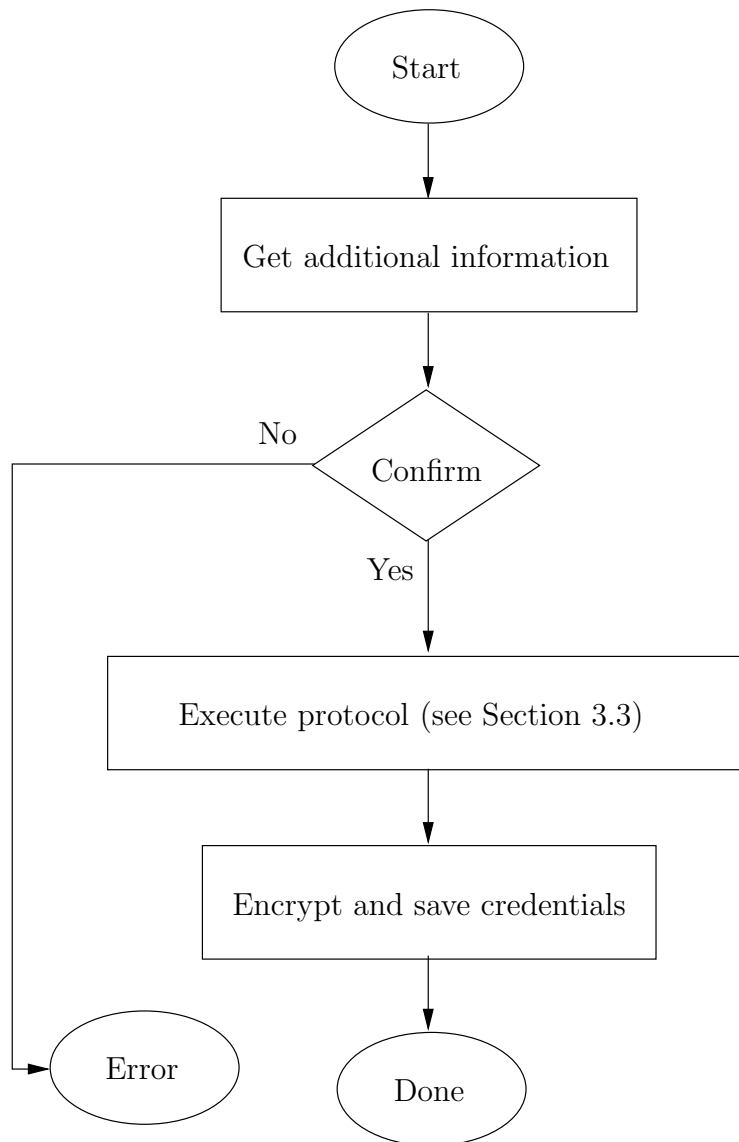 Start
Get additional information
No
Confirm
Yes
Execute protocol (see Section 3.3)
Encrypt and save credentials
Error
Done